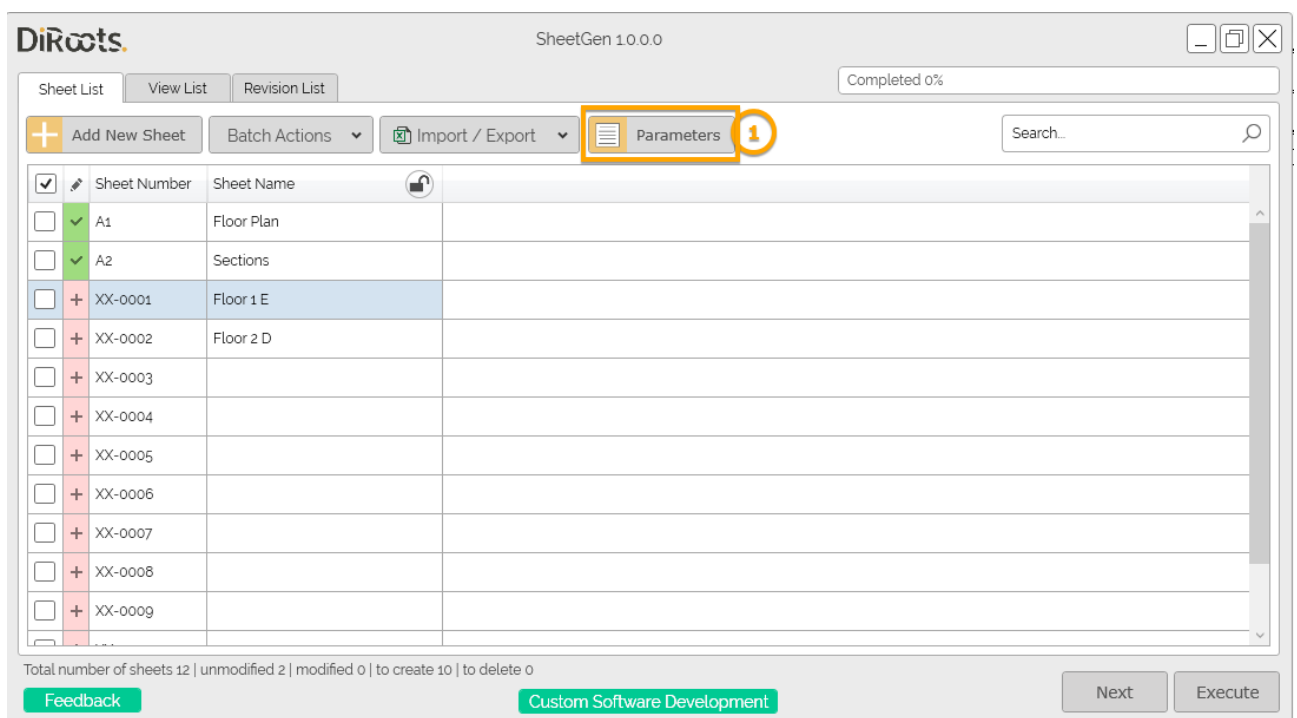 DiRoots.
SheetGen 1.0.0.0
Sheet List
View List
Revision List
Completed 0%
Add New Sheet
Batch Actions
Import / Export
Parameters
1
Search...
Sheet Number
Sheet Name
A1
Floor Plan
A2
Sections
XX-0001
Floor 1 E
XX-0002
Floor 2 D
XX-0003
XX-0004
XX-0005
XX-0006
XX-0007
XX-0008
XX-0009
Total number of sheets 12 | unmodified 2 | modified 0 | to create 10 | to delete 0
Feedback
Custom Software Development
Next
Execute